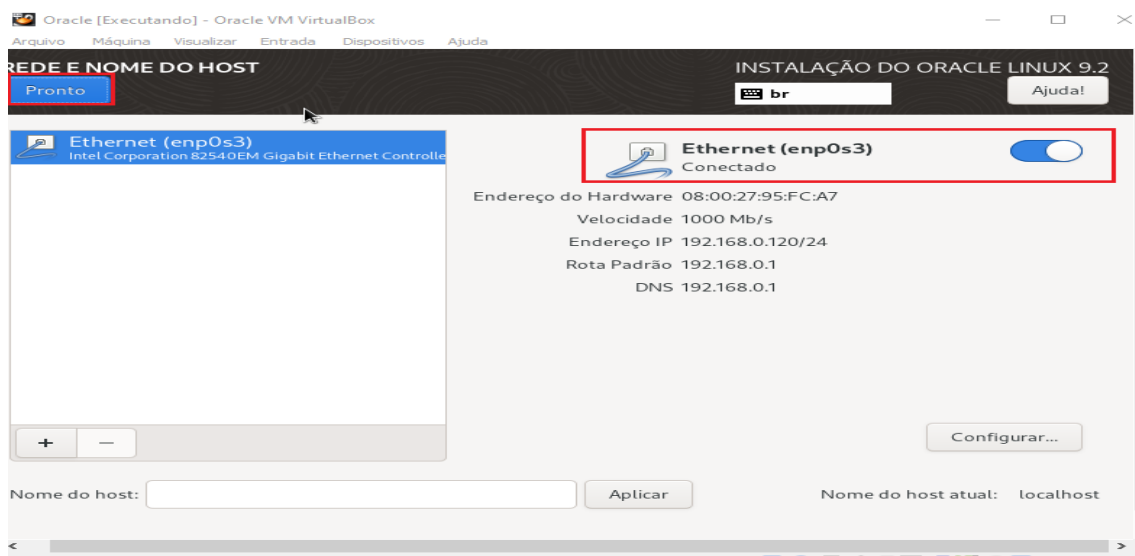 Oracle [Executando] - Oracle VM VirtualBox
Arquivo Máquina Visualizar Entrada Dispositivos Ajuda
REDE E NOME DO HOST
INSTALAÇÃO DO ORACLE LINUX 9.2
Pronto
br
Ajuda!
Ethernet (enp0s3)
Intel Corporation 82540EM Gigabit Ethernet Controlle
Ethernet (enp0s3)
Conectado
Endereço do Hardware 08:00:27:95:FC:A7
Velocidade 1000 Mb/s
Endereço IP 192.168.0.120/24
Rota Padrão 192.168.0.1
DNS 192.168.0.1
+ —
Configurar...
Nome do host:
Aplicar
Nome do host atual: localhost